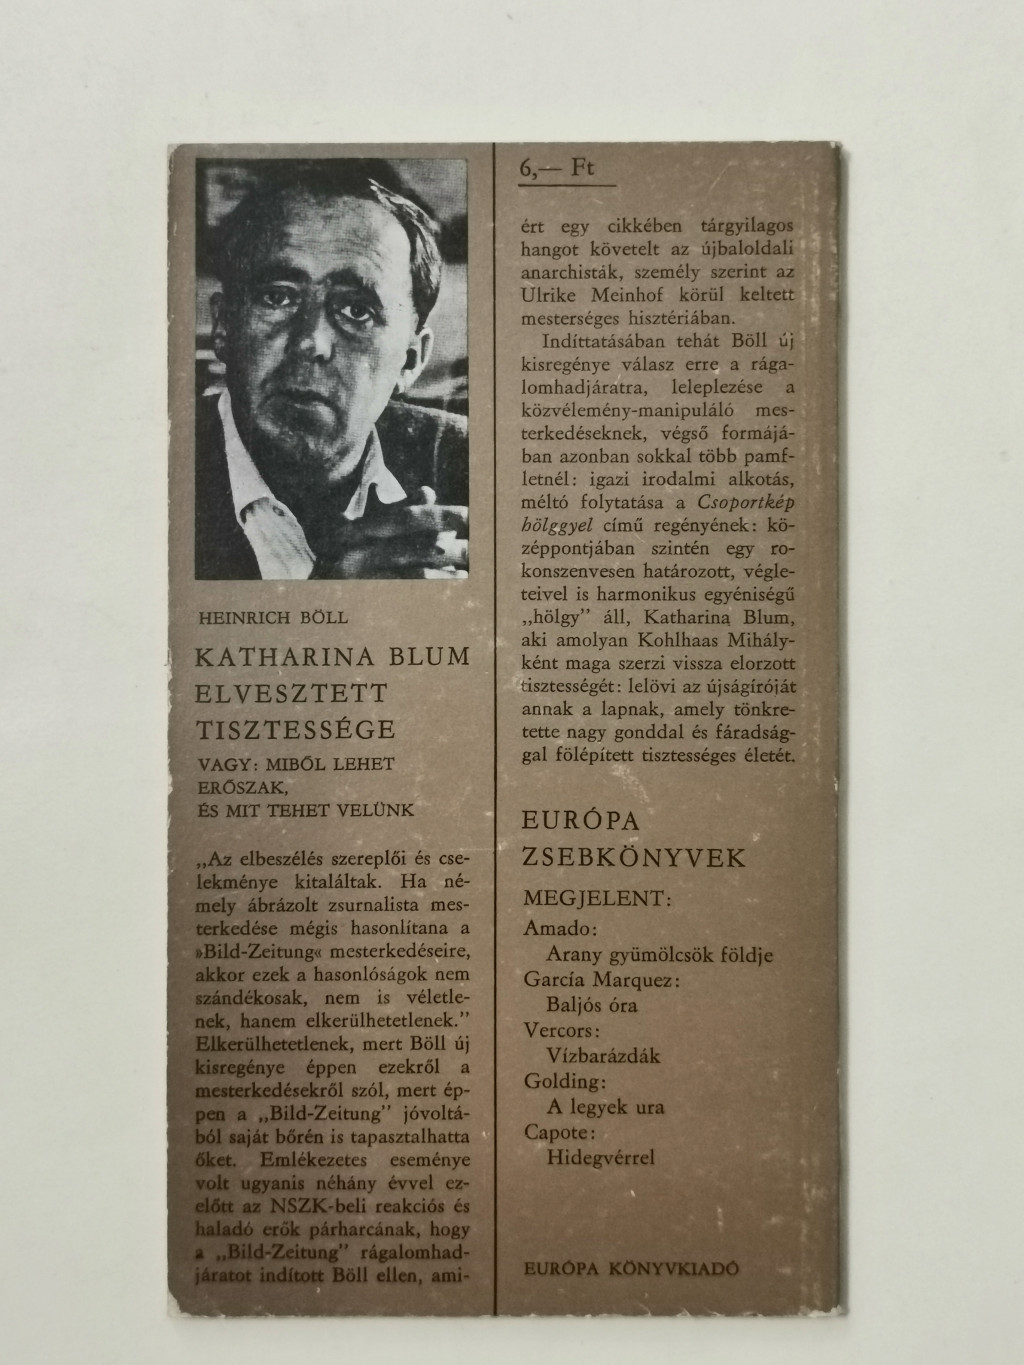 HEINRICH BÖLL
KATHARINA BLUM
ELVESZTETT
TISZTESSÉGE
VAGY: MIBŐL LEHET
ERŐSZAK,
ÉS MIT TEHET VELÜNK
„Az elbeszélés szereplői és cse-
lekménye kitaláltak. Ha né-
mely ábrázolt zsurnalista mes-
terkedése mégis hasonlítana a
»Bild-Zeitung« mesterkedéseire,
akkor ezek a hasonlóságok nem
szándékosak, nem is véletle-
nek, hanem elkerülhetetlenek.”
Elkerülhetetlenek, mert Böll új
kisregénye éppen ezekről a
mesterkedésekről szól, mert ép-
pen a „Bild-Zeitung” jóvoltá-
ból saját bőrén is tapasztalhatta
őket. Emlékezetes eseménye
volt ugyanis néhány évvel ez-
előtt az NSZK-beli reakciós és
haladó erők párharcának, hogy
a „Bild-Zeitung” rágalomhad-
járatot indított Böll ellen, ami-
6,— Ft
ért egy cikkében tárgyilagos
hangot követelt az újbaloldali
anarchisták, személy szerint az
Ulrike Meinhof körül keltett
mesterséges hisztériában.
Indíttatásában tehát Böll új
kisregénye válasz erre a rága-
lomhadjáratra, leleplezése a
közvélemény-manipuláló mes-
terkedéseknek, végső formájá-
ban azonban sokkal több pamf-
letnél: igazi irodalmi alkotás,
méltó folytatása a Csoportkép
hölggyel című regényének: kö-
zéppontjában szintén egy ro-
konszenvesen határozott, végle-
teivel is harmonikus egyéniségű
„hölgy” áll, Katharina Blum,
aki amolyan Kohlhaas Mihály-
ként maga szerzi vissza elorzott
tisztességét: lelövi az újságíróját
annak a lapnak, amely tönkre-
tette nagy gonddal és fáradság-
gal fölépített tisztességes életét.
EURÓPA
ZSEBKÖNYVEK
MEGJELENT:
Amado:
Arany gyümölcsök földje
García Marquez:
Baljós óra
Vercors:
Vízbarázdák
Golding:
A legyek ura
Capote:
Hidegvérrel
EURÓPA KÖNYVKIADÓ